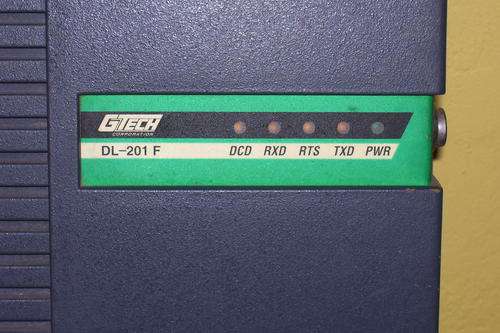 GTECH
CORPORATION
DL-201 F DCD RXD RTS TXD PWR